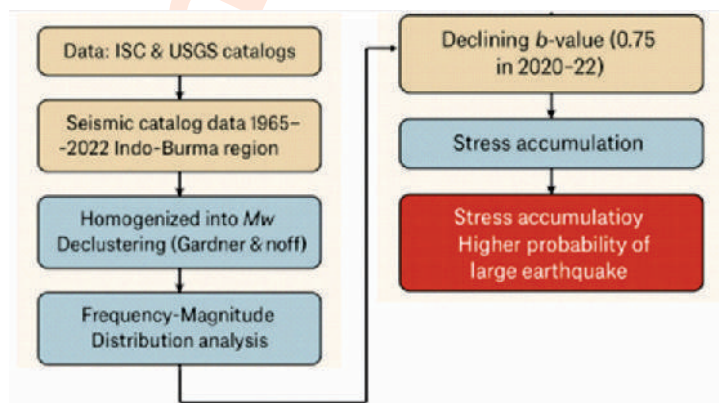 Data: ISC & USGS catalogs
Seismic catalog data 1965–
-2022 Indo-Burma region
Homogenized into Mw
Declustering (Gardner & noff)
Frequency-Magnitude
Distribution analysis
Declining b-value (0.75
in 2020–22)
Stress accumulation
Stress accumulatioy
Higher probability of
large earthquake